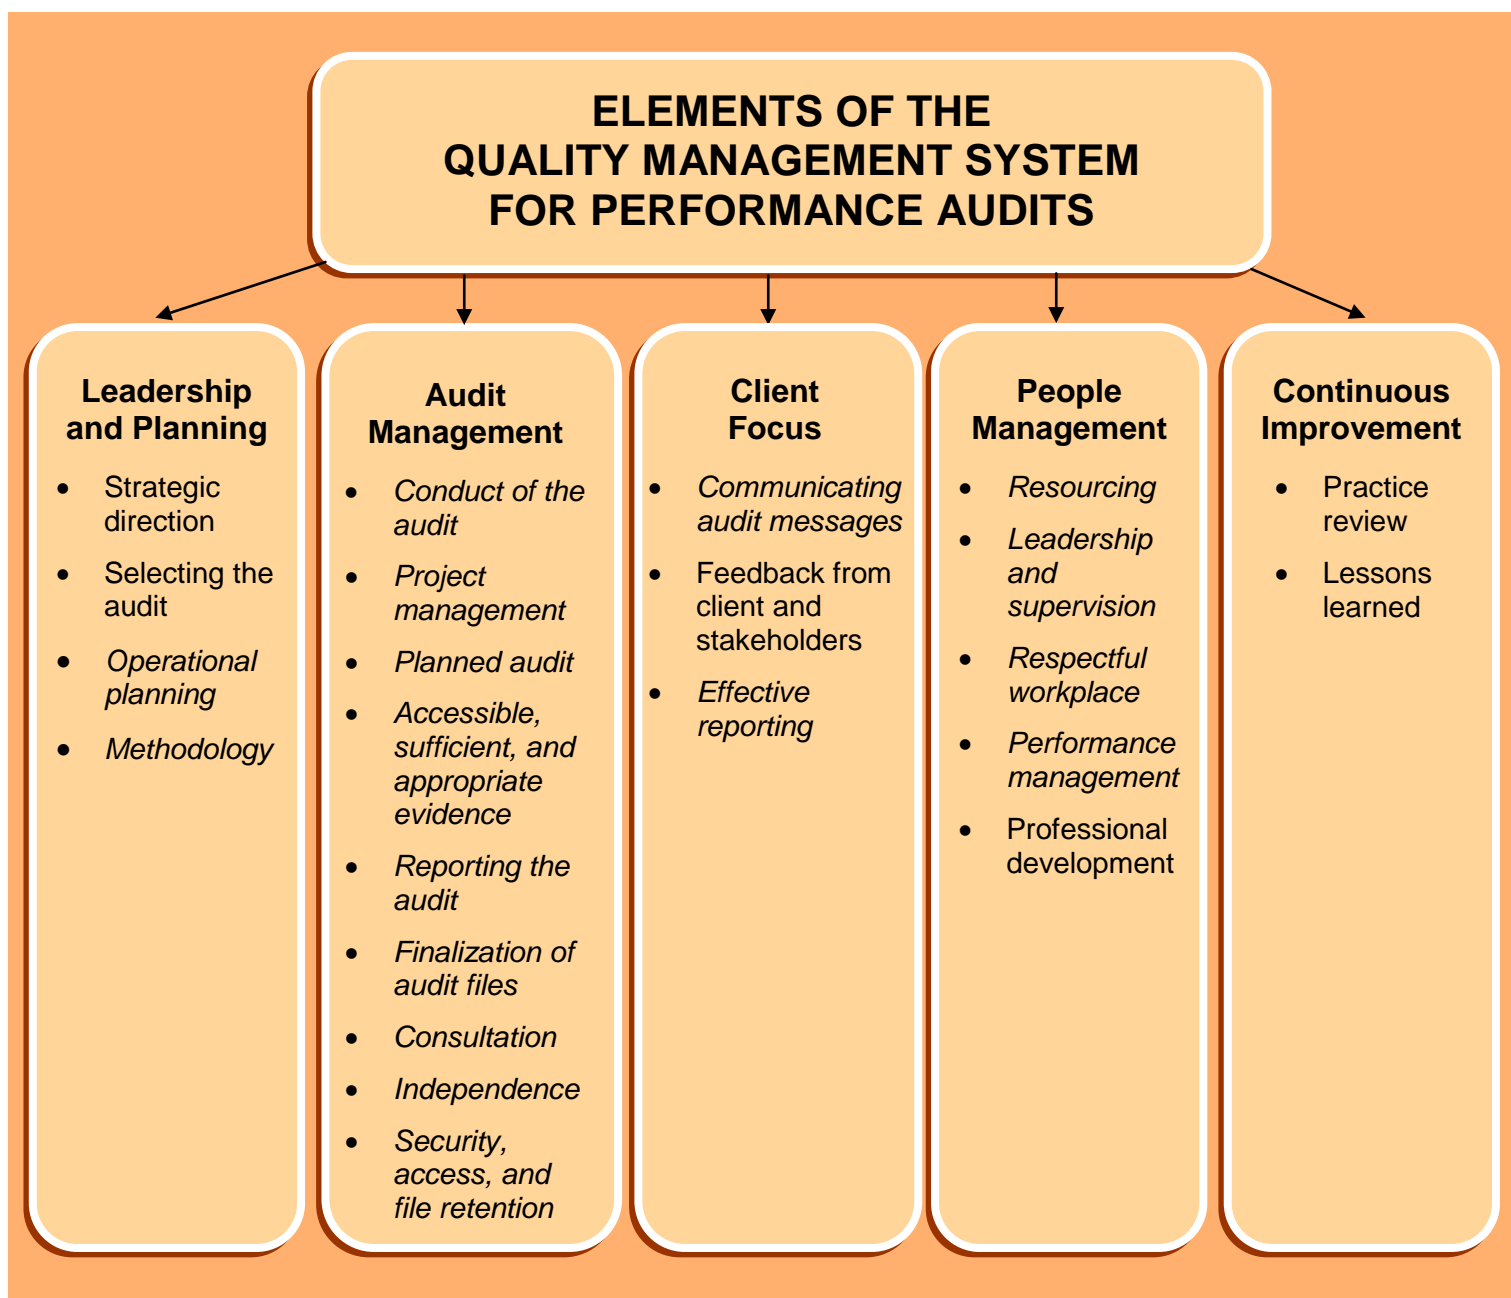 ELEMENTS OF THE
QUALITY MANAGEMENT SYSTEM
FOR PERFORMANCE AUDITS
Leadership
and Planning
• Strategic
direction
• Selecting the
audit
• Operational
planning
• Methodology
Audit
Management
• Conduct of the
audit
• Project
management
• Planned audit
• Accessible,
sufficient, and
appropriate
evidence
• Reporting the
audit
• Finalization of
audit files
• Consultation
• Independence
• Security,
access, and
file retention
Client
Focus
• Communicating
audit messages
• Feedback from
client and
stakeholders
• Effective
reporting
People
Management
• Resourcing
• Leadership
and
supervision
• Respectful
workplace
• Performance
management
• Professional
development
Continuous
Improvement
• Practice
review
• Lessons
learned